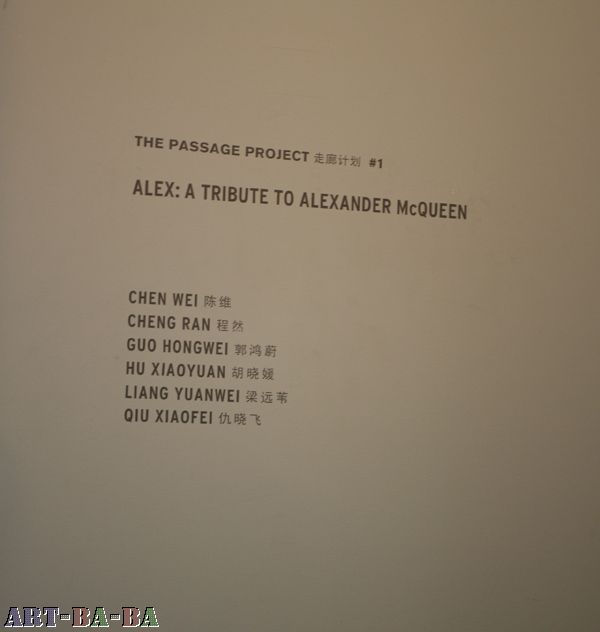 THE PASSAGE PROJECT 走廊计划 #1
ALEX: A TRIBUTE TO ALEXANDER McQUEEN
CHEN WEI 陈维
CHENG RAN 程然
GUO HONGWEI 郭鸿蔚
HU XIAOYUAN 胡晓媛
LIANG YUANWEI 梁远苇
QIU XIAOFEI 仇晓飞
ART-BA-BA